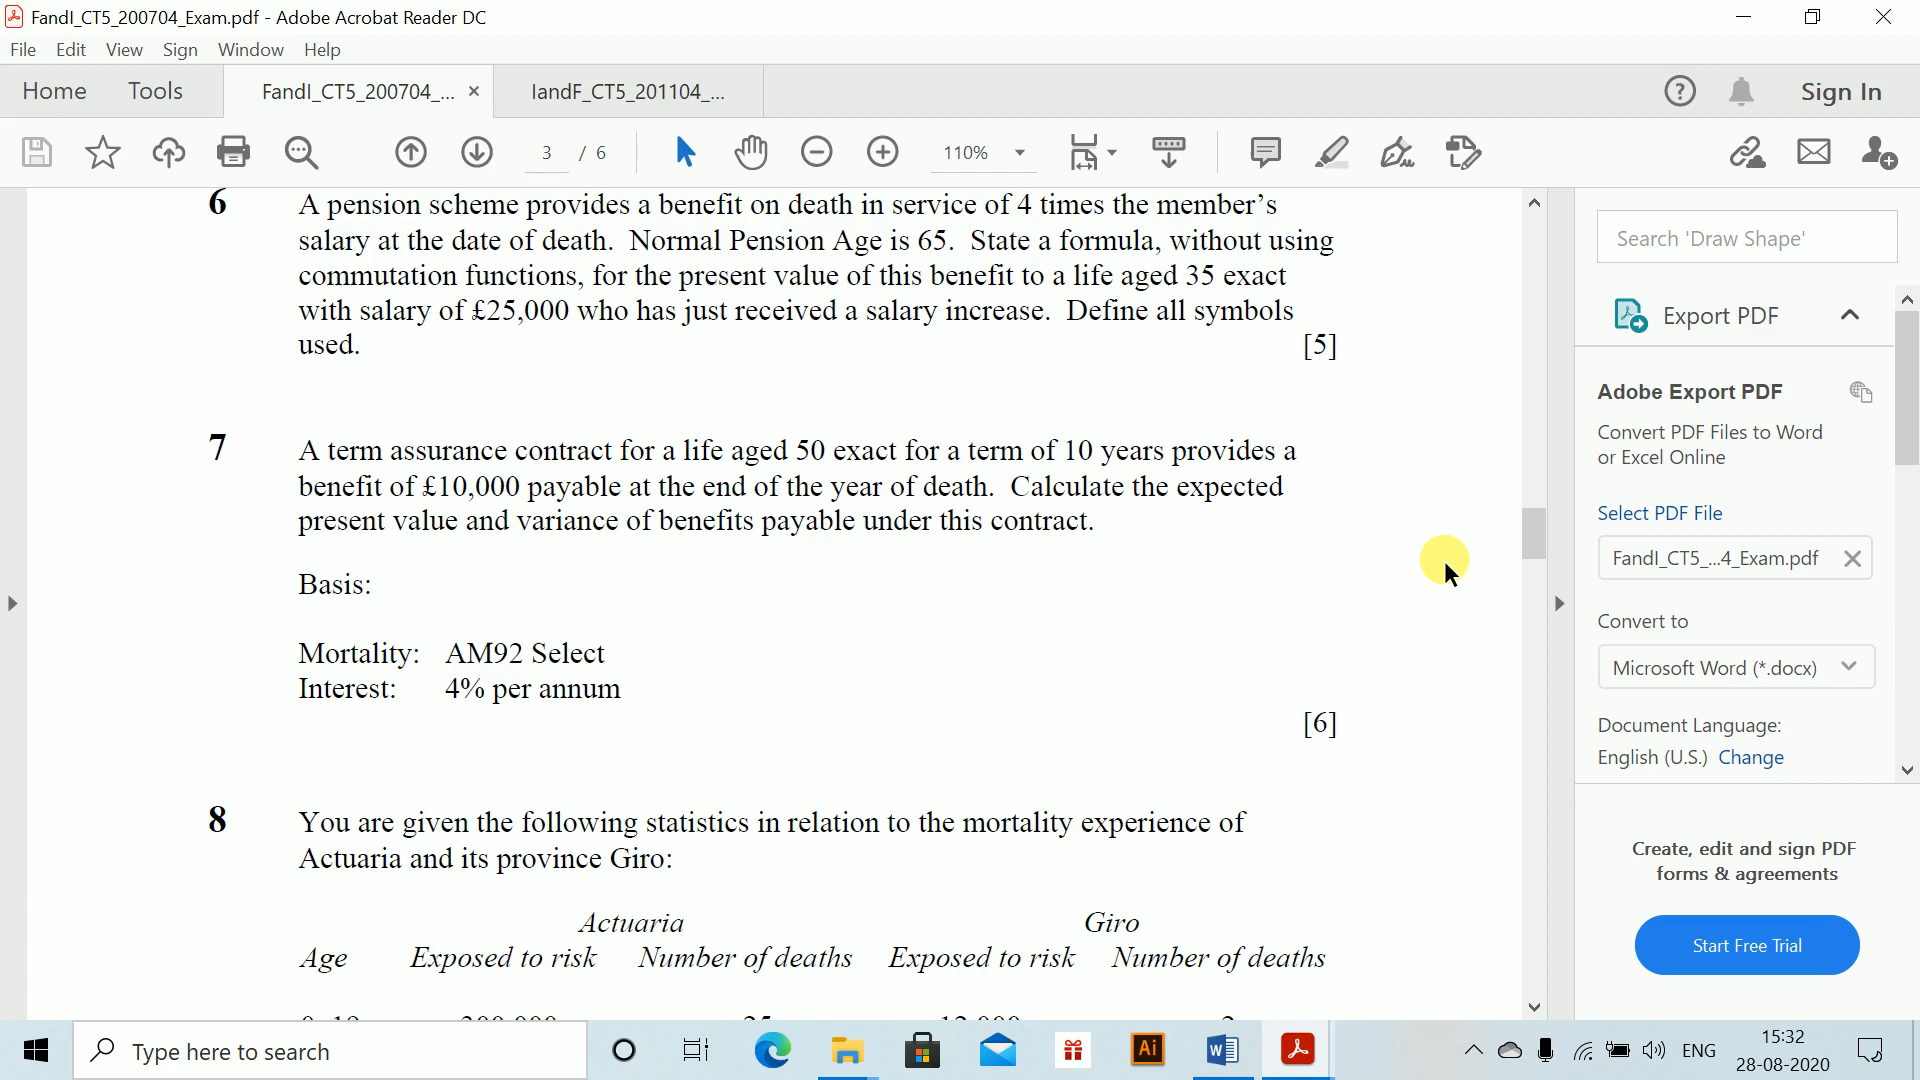 FandI_CT5_200704_Exam.pdf - Adobe Acrobat Reader DC
File Edit View Sign Window Help
Home Tools FandI_CT5_200704_... × IandF_CT5_201104_... Sign In
3 / 6 110%
6 A pension scheme provides a benefit on death in service of 4 times the member's
salary at the date of death. Normal Pension Age is 65. State a formula, without using
commutation functions, for the present value of this benefit to a life aged 35 exact
with salary of £25,000 who has just received a salary increase. Define all symbols
used. [5]
7 A term assurance contract for a life aged 50 exact for a term of 10 years provides a
benefit of £10,000 payable at the end of the year of death. Calculate the expected
present value and variance of benefits payable under this contract.
Basis:
Mortality: AM92 Select
Interest: 4% per annum
[6]
8 You are given the following statistics in relation to the mortality experience of
Actuaria and its province Giro:
Actuaria Giro
Age Exposed to risk Number of deaths Exposed to risk Number of deaths
Search 'Draw Shape'
Export PDF
Adobe Export PDF
Convert PDF Files to Word
or Excel Online
Select PDF File
FandI_CT5_...4_Exam.pdf
Convert to
Microsoft Word (*.docx)
Document Language:
English (U.S.) Change
Create, edit and sign PDF
forms & agreements
Start Free Trial
Type here to search
Ai
ENG
15:32
28-08-2020